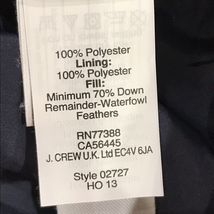 100% Polyester
Lining:
100% Polyester
Fill:
Minimum 70% Down
Remainder-Waterfowl
Feathers
RN77388
CA56445
J. CREW U.K. Ltd EC4V 6JA
Style 02727
HO 13